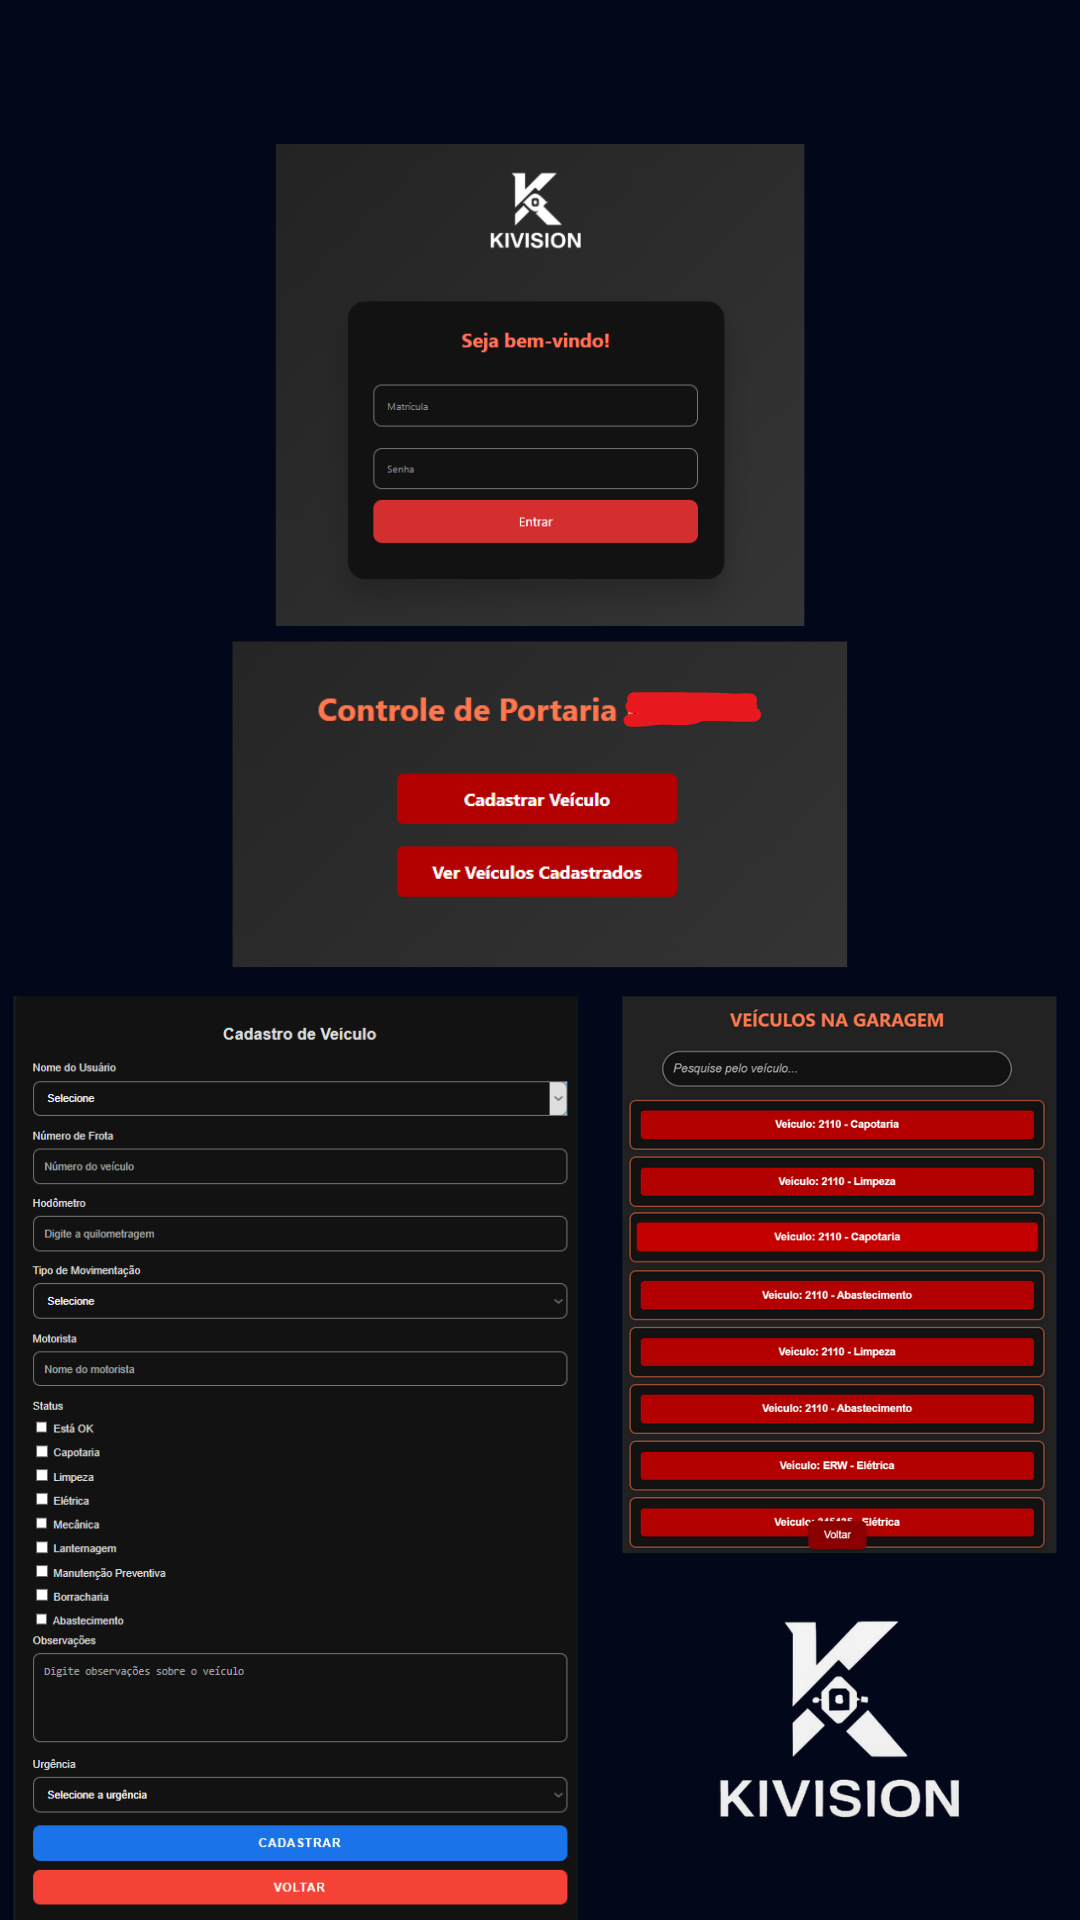 KIVISION
Seja bem-vindo!
Matrícula
Senha
Entrar
Controle de Portaria
Cadastrar Veículo
Ver Veículos Cadastrados
Cadastro de Veículo
Nome do Usuário
Selecione
Número de Frota
Número do veículo
Hodômetro
Digite a quilometragem
Tipo de Movimentação
Selecione
Motorista
Nome do motorista
Status
Está OK
Capotaria
Limpeza
Elétrica
Mecânica
Lanternagem
Manutenção Preventiva
Borracharia
Abastecimento
Observações
Digite observações sobre o veículo
Urgência
Selecione a urgência
CADASTRAR
VOLTAR
VEÍCULOS NA GARAGEM
Pesquise pelo veículo...
Veículo: 2110 - Capotaria
Veículo: 2110 - Limpeza
Veículo: 2110 - Capotaria
Veículo: 2110 - Abastecimento
Veículo: 2110 - Limpeza
Veículo: 2110 - Abastecimento
Veículo: ERW - Elétrica
Veículo: Elétrica
Voltar
KIVISION